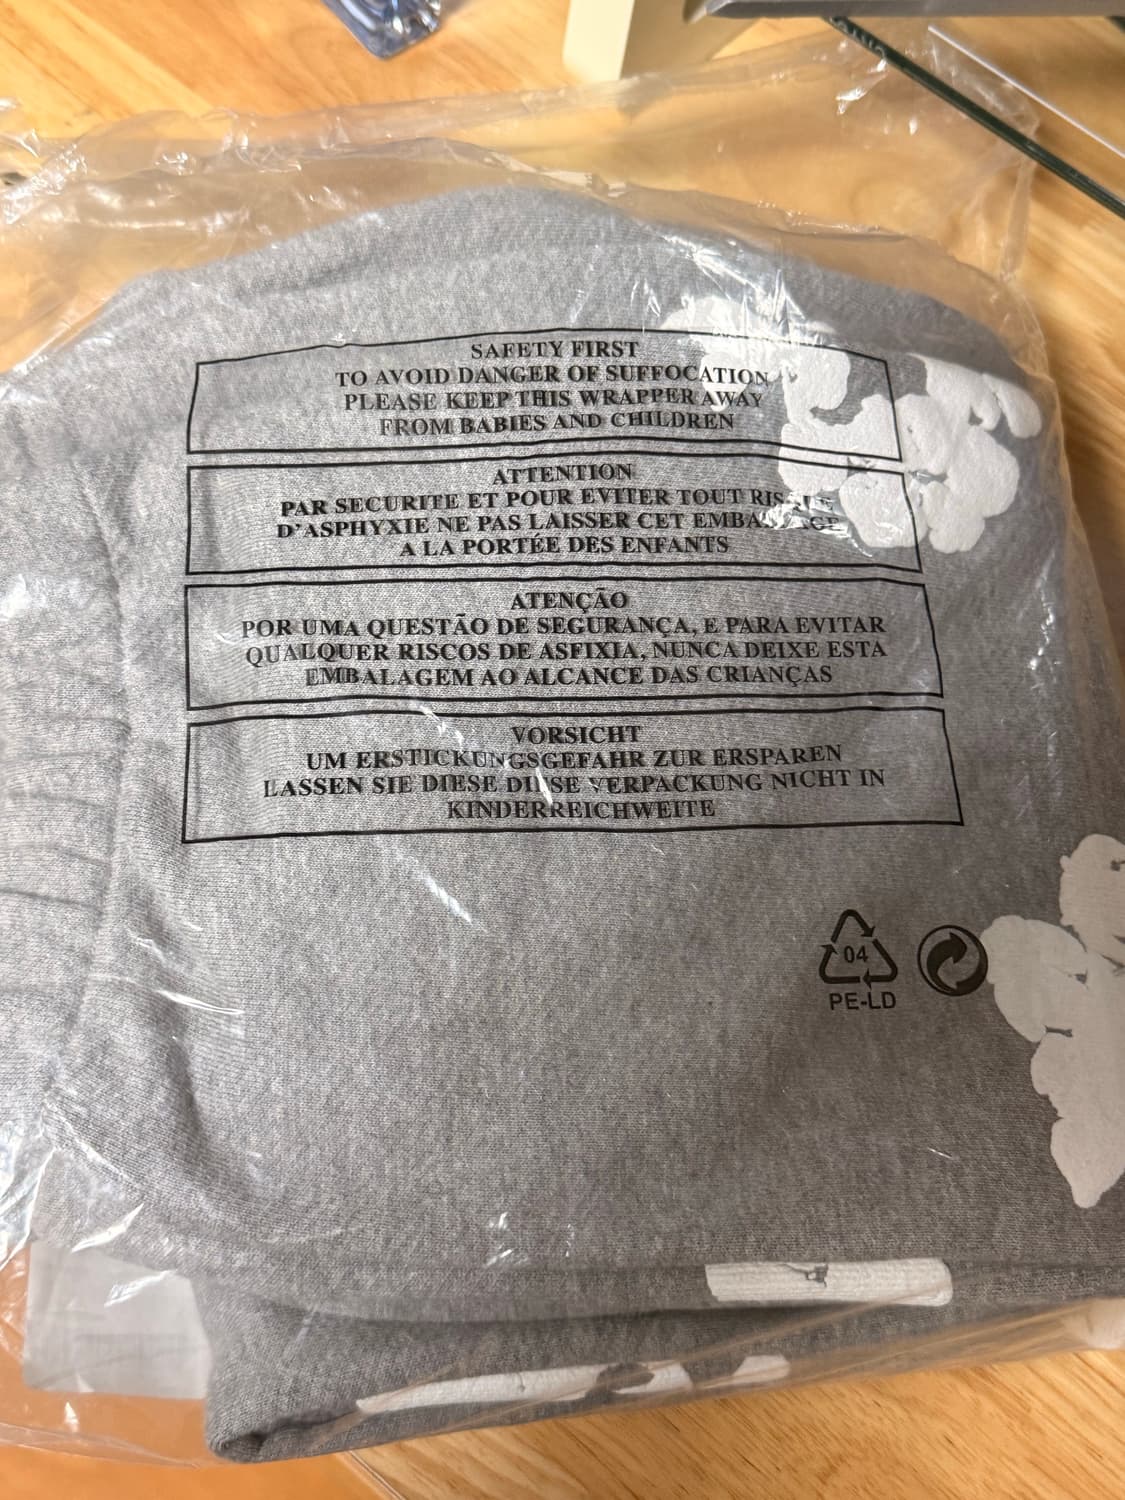 SAFETY FIRST
TO AVOID DANGER OF SUFFOCATION
PLEASE KEEP THIS WRAPPER AWAY
FROM BABIES AND CHILDREN
ATTENTION
PAR SECURITE ET POUR EVITER TOUT
D'ASPHYXIE NE PAS LAISSER CET
A LA PORTÉE DES ENFANTS
ATENÇÃO
POR UMA QUESTÃO DE SEGURANÇA, E PARA EVITAR
QUALQUER RISCOS DE ASFIXIA, NUNCA DEIXE ESTA
EMBALAGEM AO ALCANCE DAS CRIANÇAS
VORSICHT
UM ERSTICKUNGSGEFAHR ZUR ERSPAREN
LASSEN SIE DIESE DIESE VERPACKUNG NICHT IN
KINDERREICHWEITE
04
PE-LD